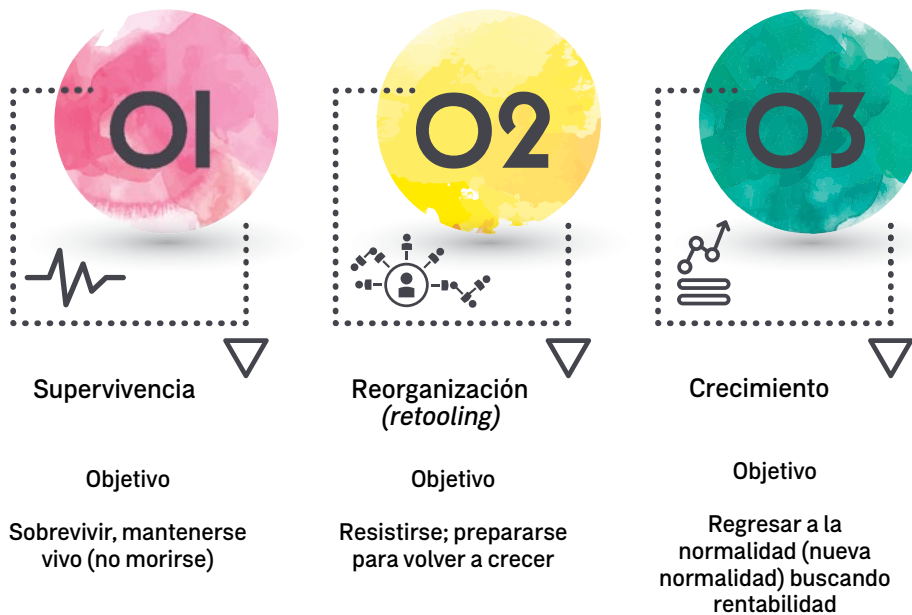 01
Supervivencia
Objetivo
Sobrevivir, mantenerse
vivo (no morirse)
02
Reorganización
(retooling)
Objetivo
Resistirse; prepararse
para volver a crecer
03
Crecimiento
Objetivo
Regresar a la
normalidad (nueva
normalidad) buscando
rentabilidad